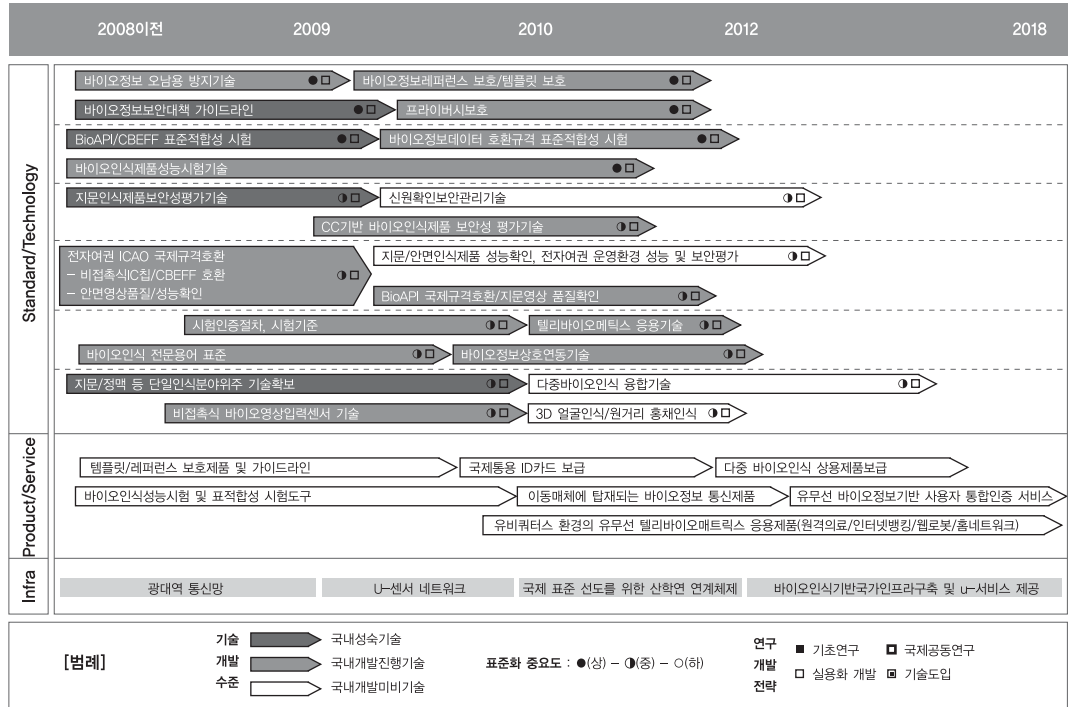 2008이전 2009 2010 2012 2018
Standard/Technology
바이오정보 오남용 방지기술 ●□ 바이오정보레퍼런스 보호/템플릿 보호 ●□
바이오정보보안대책 가이드라인 ●□ 프라이버시보호 ●□
BioAPI/CBEFF 표준적합성 시험 ●□ 바이오정보데이터 호환규격 표준적합성 시험 ●□
바이오인식제품성능시험기술 ●□
지문인식제품보안성평가기술 ◑□ 신원확인보안관리기술 ◑□
CC기반 바이오인식제품 보안성 평가기술 ◑□
전자여권 ICAO 국제규격호환
– 비접촉식IC칩/CBEFF 호환 ◑□
– 안면영상품질/성능확인
지문/안면인식제품 성능확인, 전자여권 운영환경 성능 및 보안평가 ◑□
BioAPI 국제규격호환/지문영상 품질확인 ◑□
시험인증절차, 시험기준 ◑□ 텔리바이오메틱스 응용기술 ◑□
바이오인식 전문용어 표준 ◑□ 바이오정보상호연동기술 ◑□
지문/정맥 등 단일인식분야위주 기술확보 ◑□ 다중바이오인식 융합기술 ◑□
비접촉식 바이오영상입력센서 기술 ◑□ 3D 얼굴인식/원거리 홍채인식 ◑□
Product/Service
템플릿/레퍼런스 보호제품 및 가이드라인 국제통용 ID카드 보급 다중 바이오인식 상용제품보급
바이오인식성능시험 및 표적합성 시험도구 이동매체에 탑재되는 바이오정보 통신제품 유무선 바이오정보기반 사용자 통합인증 서비스
유비쿼터스 환경의 유무선 텔리바이오매트릭스 응용제품(원격의료/인터넷뱅킹/웹로봇/홈네트워크)
Infra
광대역 통신망 U-센서 네트워크 국제 표준 선도를 위한 산학연 연계체제 바이오인식기반국가인프라구축 및 u-서비스 제공
[범례]
기술 개발 수준
국내성숙기술
국내개발진행기술
국내개발미비기술
표준화 중요도 : ●(상) – ◑(중) – ○(하)
연구 개발 전략
■ 기초연구 □ 국제공동연구
□ 실용화 개발 ▣ 기술도입